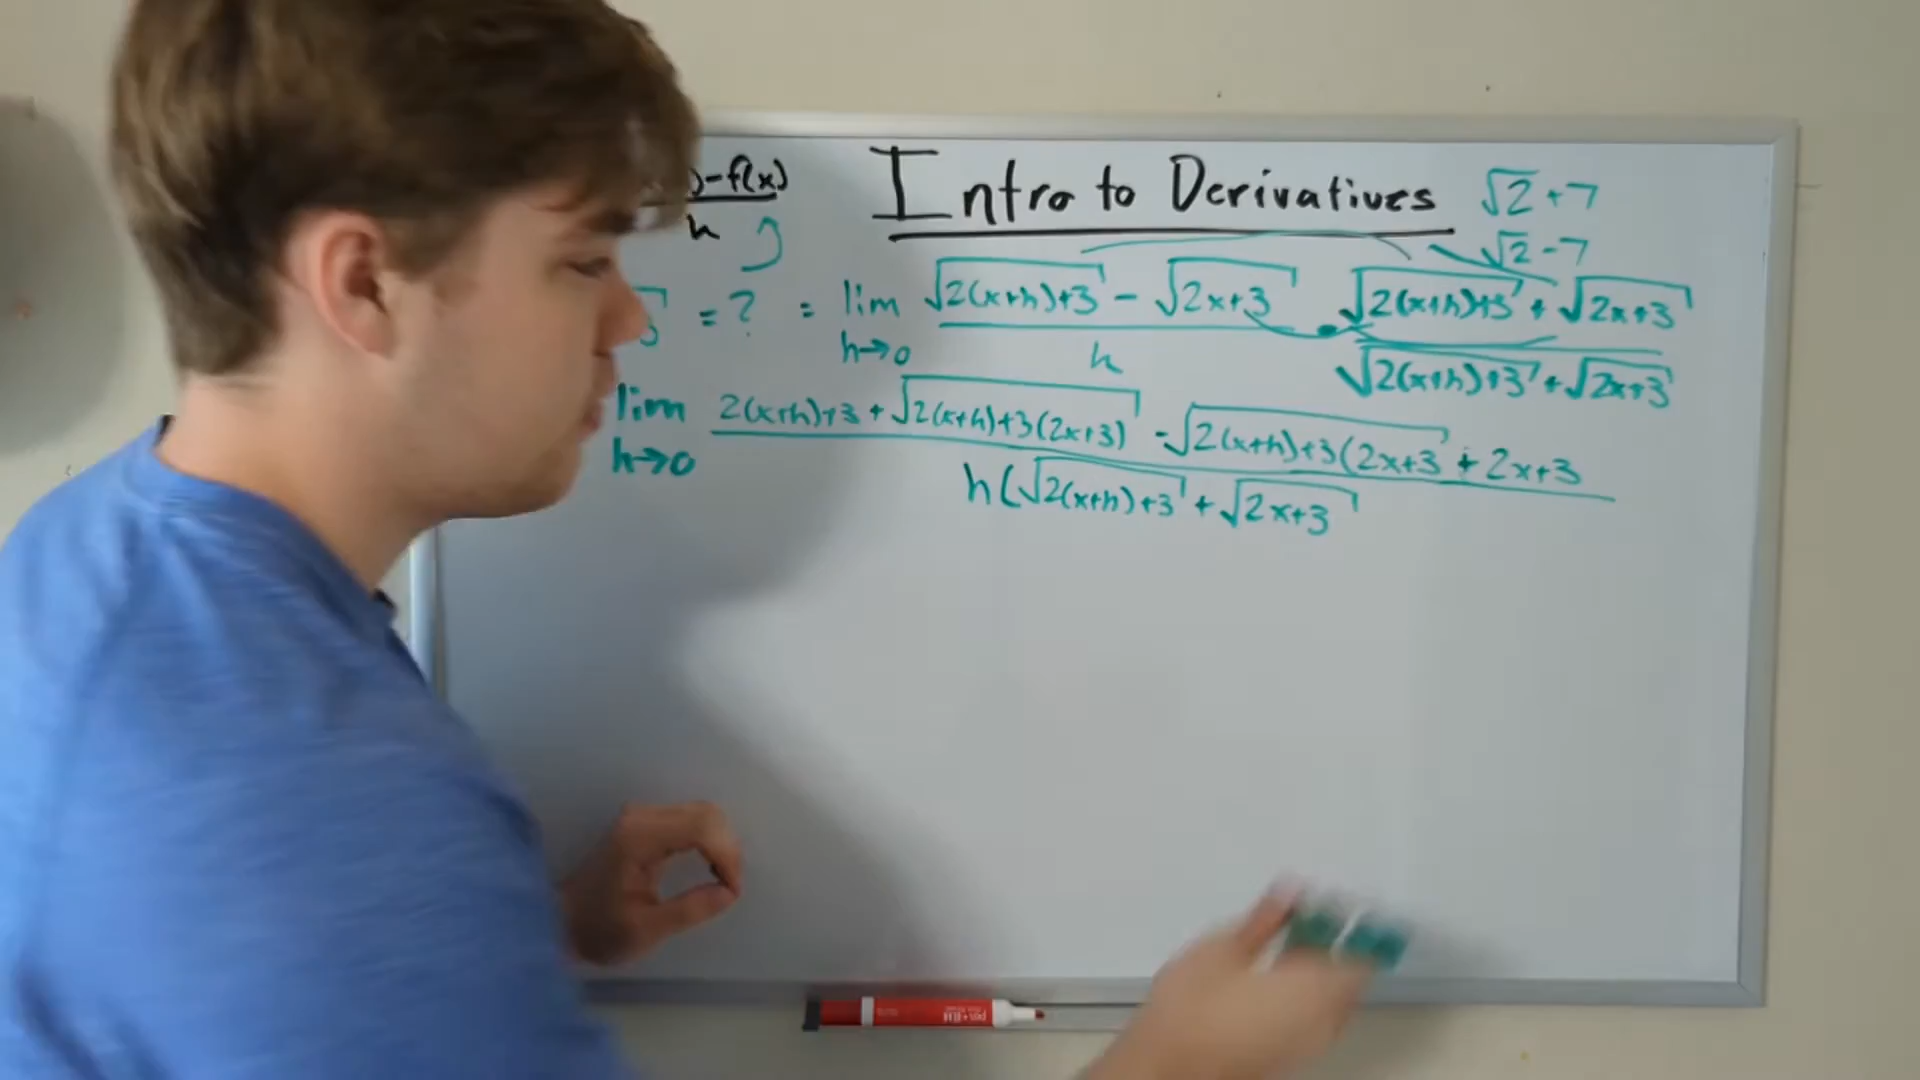 )-f(x)
h
Intro to Derivatives
√2 + 7
√2 - 7
= ? = lim h→0 (√(2(x+h)+3) - √(2x+3)) / h · (√(2(x+h)+3) + √(2x+3)) / (√(2(x+h)+3) + √(2x+3))
lim h→0 2(x+h)+3 + √(2(x+h)+3(2x+3)) - √(2(x+h)+3(2x+3) + 2x+3
h(√(2(x+h)+3) + √(2x+3)